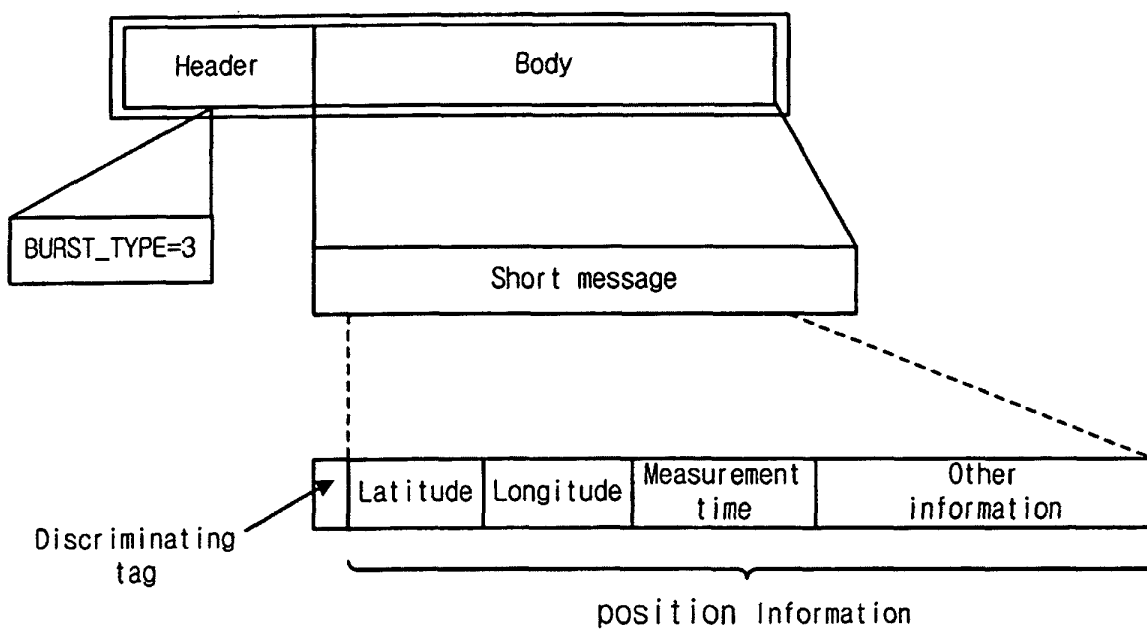 Header
Body
BURST_TYPE=3
Short message
Latitude
Longitude
Measurement
time
Other
information
Discriminating
tag
position Information